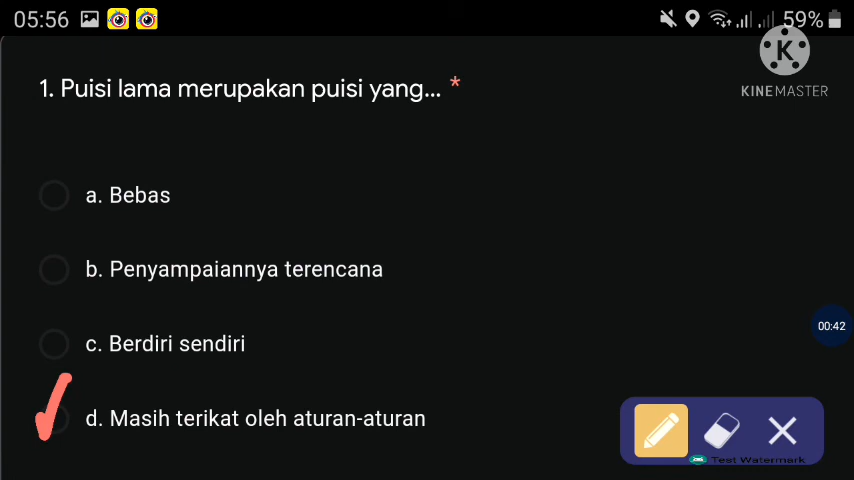 05:56 59%
1. Puisi lama merupakan puisi yang... *
K
KINEMASTER
a. Bebas
b. Penyampaiannya terencana
00:42
c. Berdiri sendiri
d. Masih terikat oleh aturan-aturan
Test Watermark